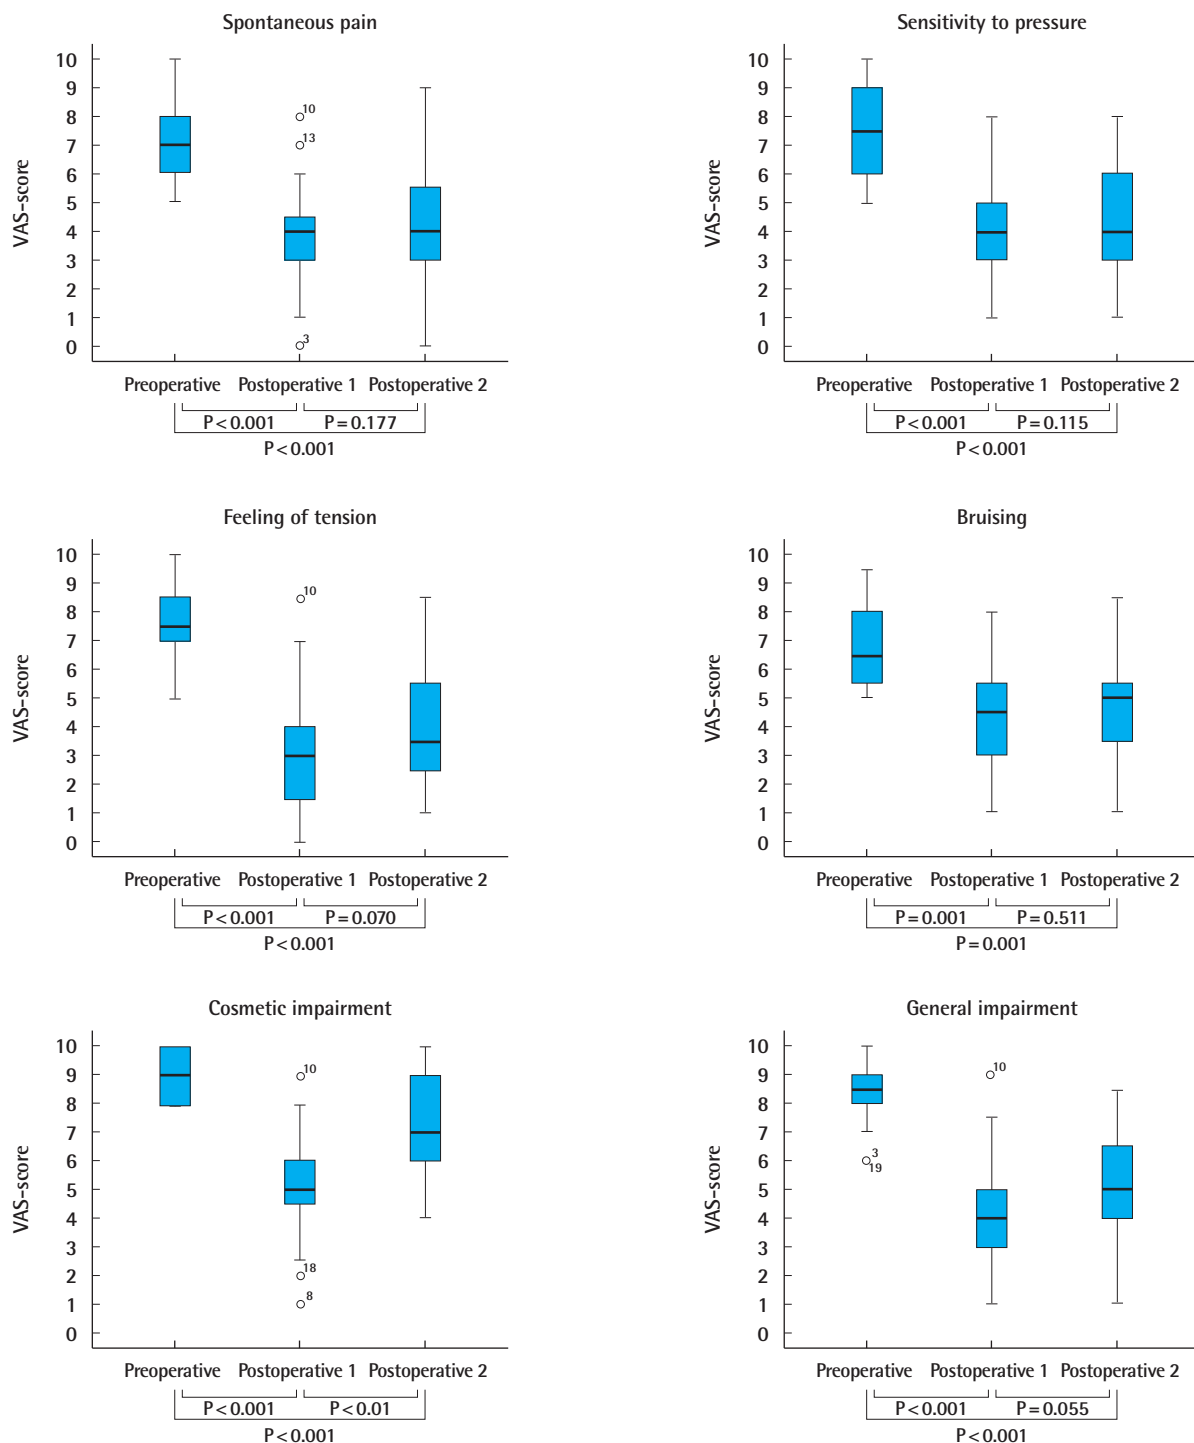 Spontaneous pain
VAS-score
10
9
8
7
6
5
4
3
2
1
0
10
13
3
Preoperative Postoperative 1 Postoperative 2
P < 0.001 P = 0.177
P < 0.001
Sensitivity to pressure
VAS-score
10
9
8
7
6
5
4
3
2
1
0
Preoperative Postoperative 1 Postoperative 2
P < 0.001 P = 0.115
P < 0.001
Feeling of tension
VAS-score
10
9
8
7
6
5
4
3
2
1
0
10
Preoperative Postoperative 1 Postoperative 2
P < 0.001 P = 0.070
P < 0.001
Bruising
VAS-score
10
9
8
7
6
5
4
3
2
1
0
Preoperative Postoperative 1 Postoperative 2
P = 0.001 P = 0.511
P = 0.001
Cosmetic impairment
VAS-score
10
9
8
7
6
5
4
3
2
1
0
10
18
8
Preoperative Postoperative 1 Postoperative 2
P < 0.001 P < 0.01
P < 0.001
General impairment
VAS-score
10
9
8
7
6
5
4
3
2
1
0
3
19
10
Preoperative Postoperative 1 Postoperative 2
P < 0.001 P = 0.055
P < 0.001